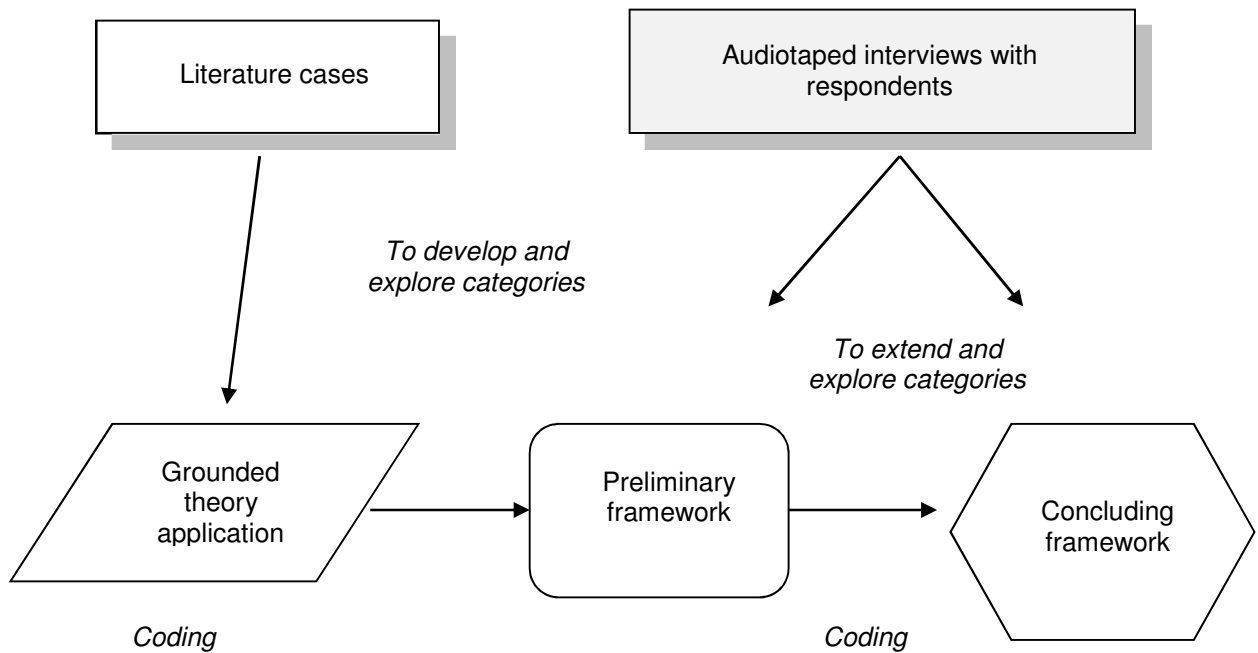 Literature cases
Audiotaped interviews with
respondents
To develop and
explore categories
To extend and
explore categories
Grounded
theory
application
Preliminary
framework
Concluding
framework
Coding
Coding